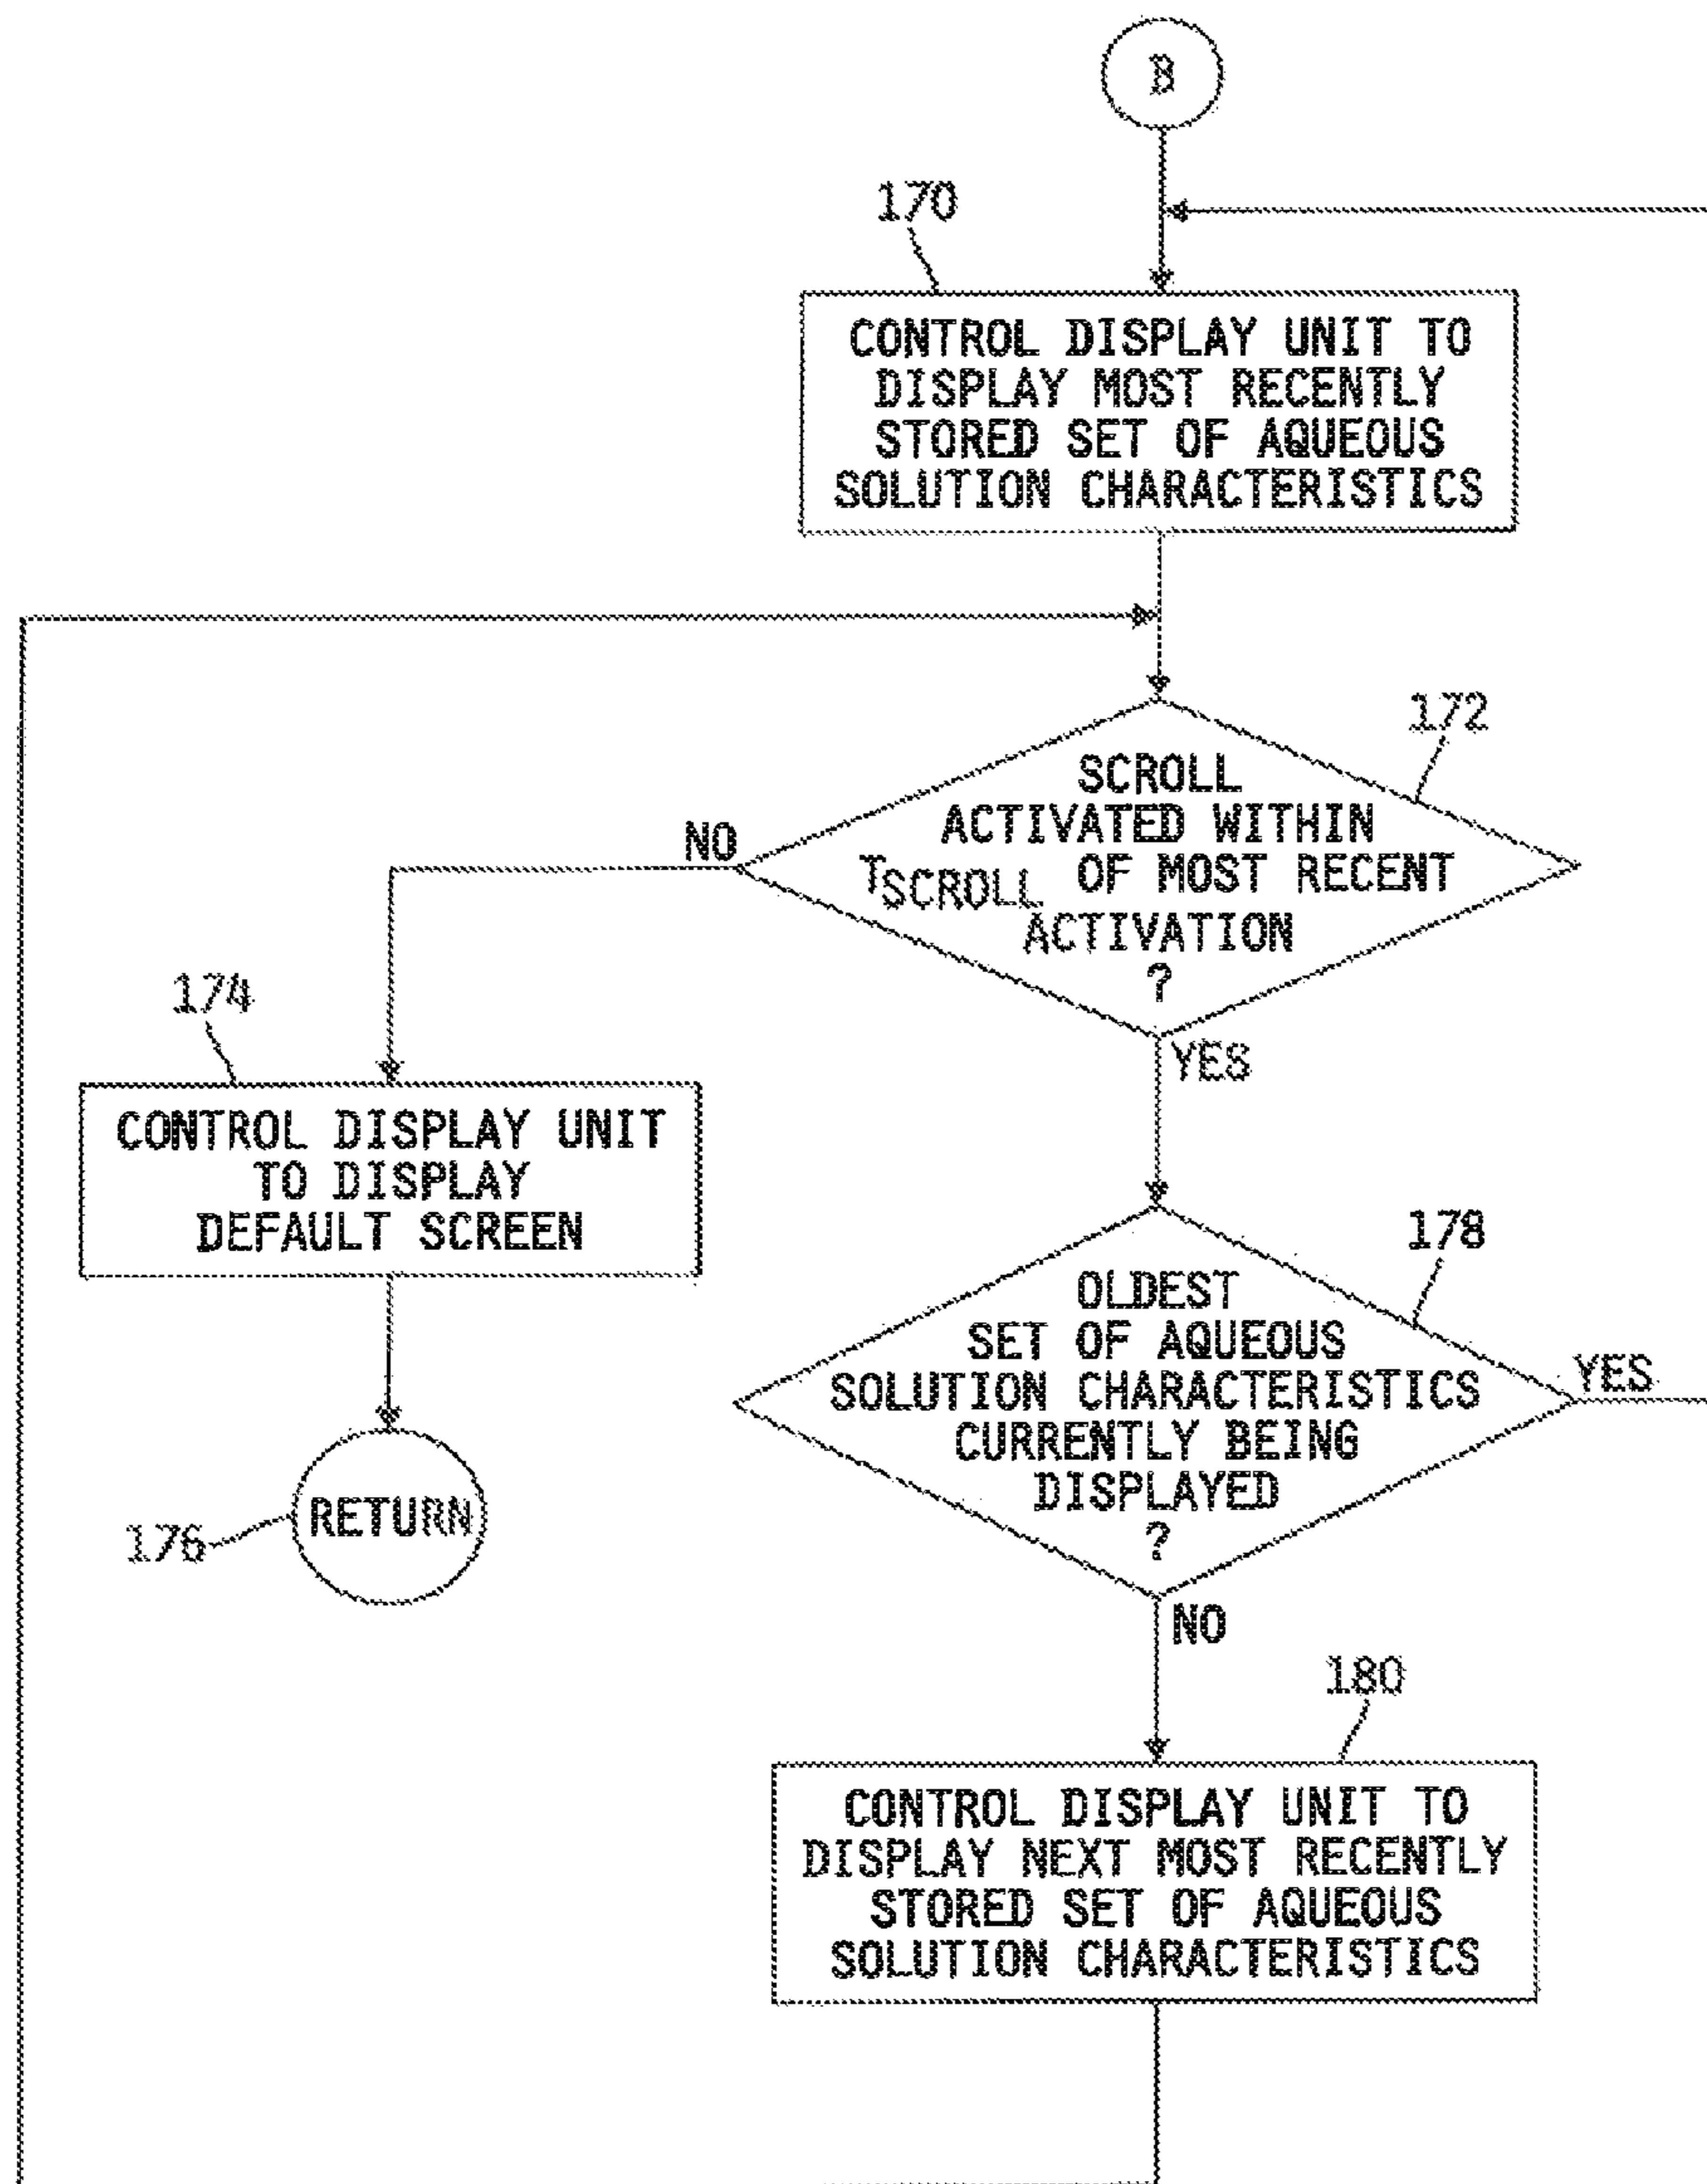 B
170
CONTROL DISPLAY UNIT TO
DISPLAY MOST RECENTLY
STORED SET OF AQUEOUS
SOLUTION CHARACTERISTICS
172
SCROLL
ACTIVATED WITHIN
TSCROLL OF MOST RECENT
ACTIVATION
?
NO
YES
174
CONTROL DISPLAY UNIT
TO DISPLAY
DEFAULT SCREEN
176
RETURN
178
OLDEST
SET OF AQUEOUS
SOLUTION CHARACTERISTICS
CURRENTLY BEING
DISPLAYED
?
YES
NO
180
CONTROL DISPLAY UNIT TO
DISPLAY NEXT MOST RECENTLY
STORED SET OF AQUEOUS
SOLUTION CHARACTERISTICS